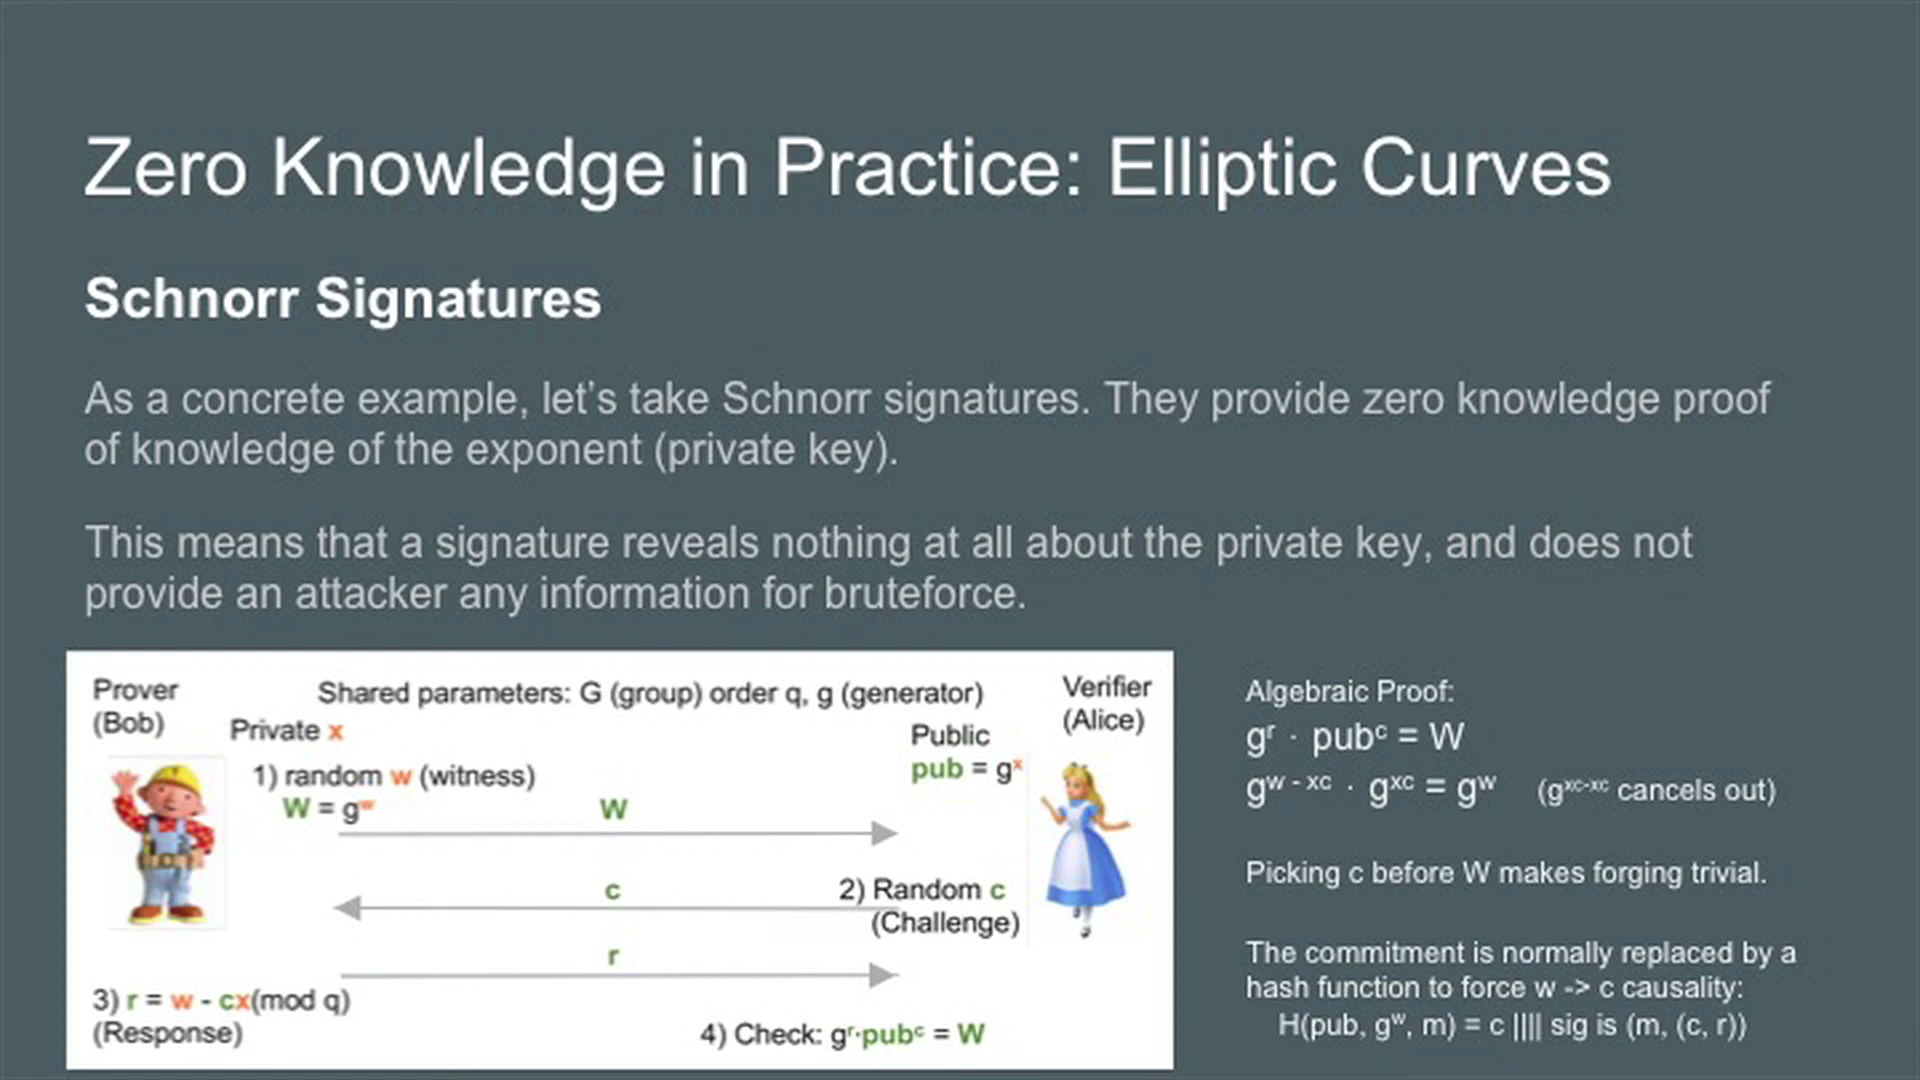 Zero Knowledge in Practice: Elliptic Curves
Schnorr Signatures
As a concrete example, let's take Schnorr signatures. They provide zero knowledge proof
of knowledge of the exponent (private key).
This means that a signature reveals nothing at all about the private key, and does not
provide an attacker any information for bruteforce.
Prover
(Bob)
Shared parameters: G (group) order q, g (generator)
Verifier
(Alice)
Private x
Public
pub = gˣ
1) random w (witness)
W = gʷ
W
c
2) Random c
(Challenge)
r
3) r = w - cx(mod q)
(Response)
4) Check: gʳ·pubᶜ = W
Algebraic Proof:
gʳ · pubᶜ = W
gʷ ⁻ ˣᶜ · gˣᶜ = gʷ (gˣᶜ⁻ˣᶜ cancels out)
Picking c before W makes forging trivial.
The commitment is normally replaced by a
hash function to force w -> c causality:
H(pub, gʷ, m) = c |||| sig is (m, (c, r))